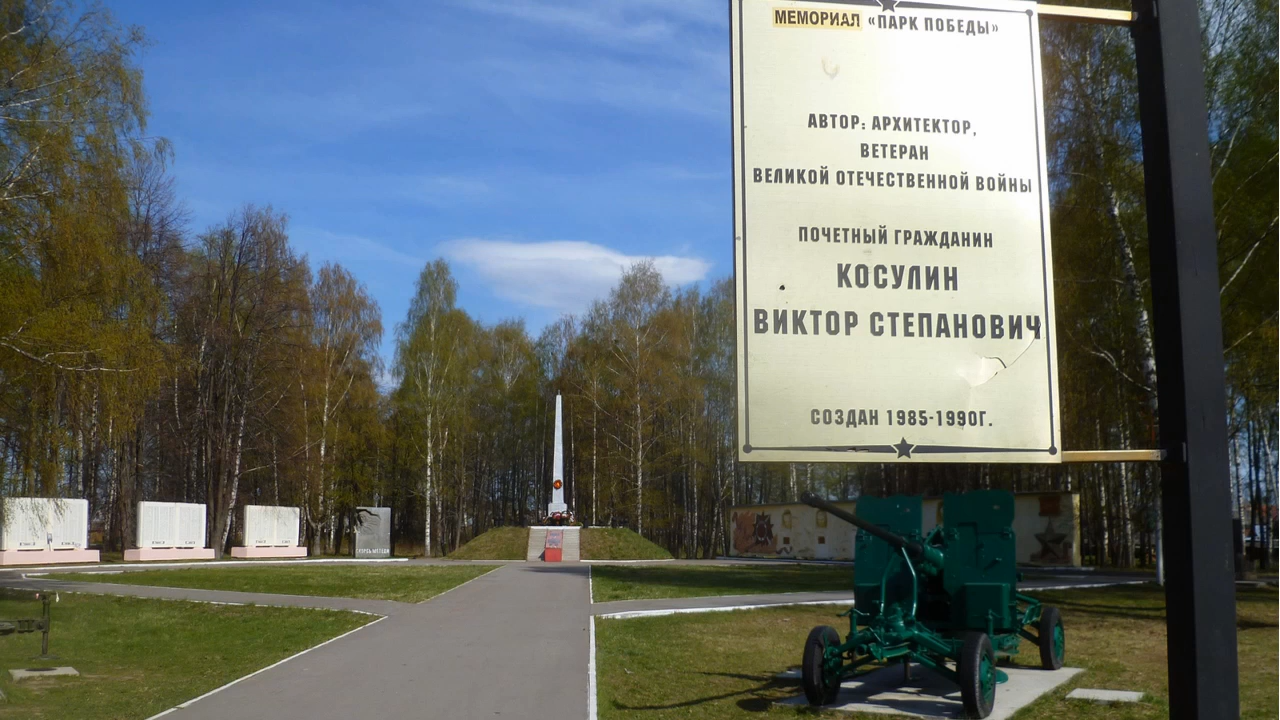 МЕМОРИАЛ «ПАРК ПОБЕДЫ»
АВТОР: АРХИТЕКТОР,
ВЕТЕРАН
ВЕЛИКОЙ ОТЕЧЕСТВЕННОЙ ВОЙНЫ
ПОЧЕТНЫЙ ГРАЖДАНИН
КОСУЛИН
ВИКТОР СТЕПАНОВИЧ
СОЗДАН 1985-1990Г.